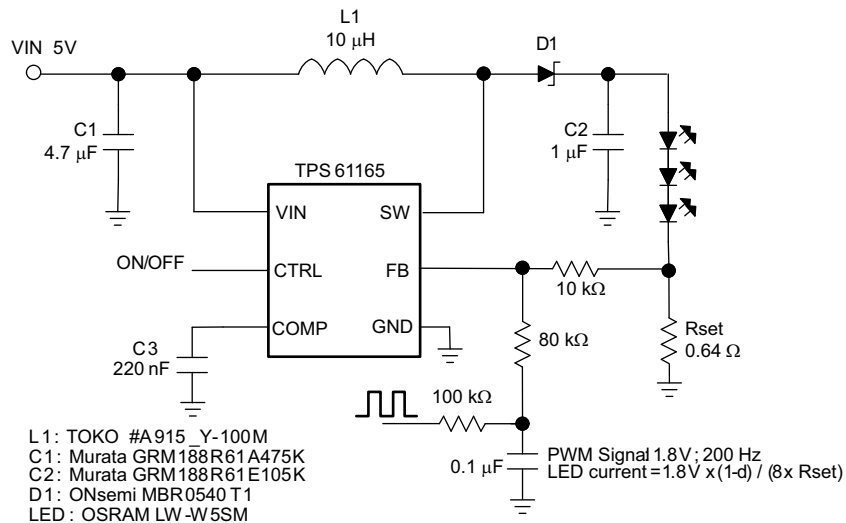 L1
10 μH
VIN 5V
D1
C1
4.7 μF
C2
1 μF
TPS 61165
VIN
SW
ON/OFF
CTRL
FB
10 kΩ
COMP
GND
Rset
0.64 Ω
C3
220 nF
80 kΩ
100 kΩ
0.1 μF
PWM Signal 1.8V; 200 Hz
LED current=1.8V x(1-d) / (8x Rset)
L1: TOKO #A915_Y-100M
C1: Murata GRM188R61A475K
C2: Murata GRM188R61E105K
D1: ONsemi MBR0540T1
LED: OSRAM LW-W5SM